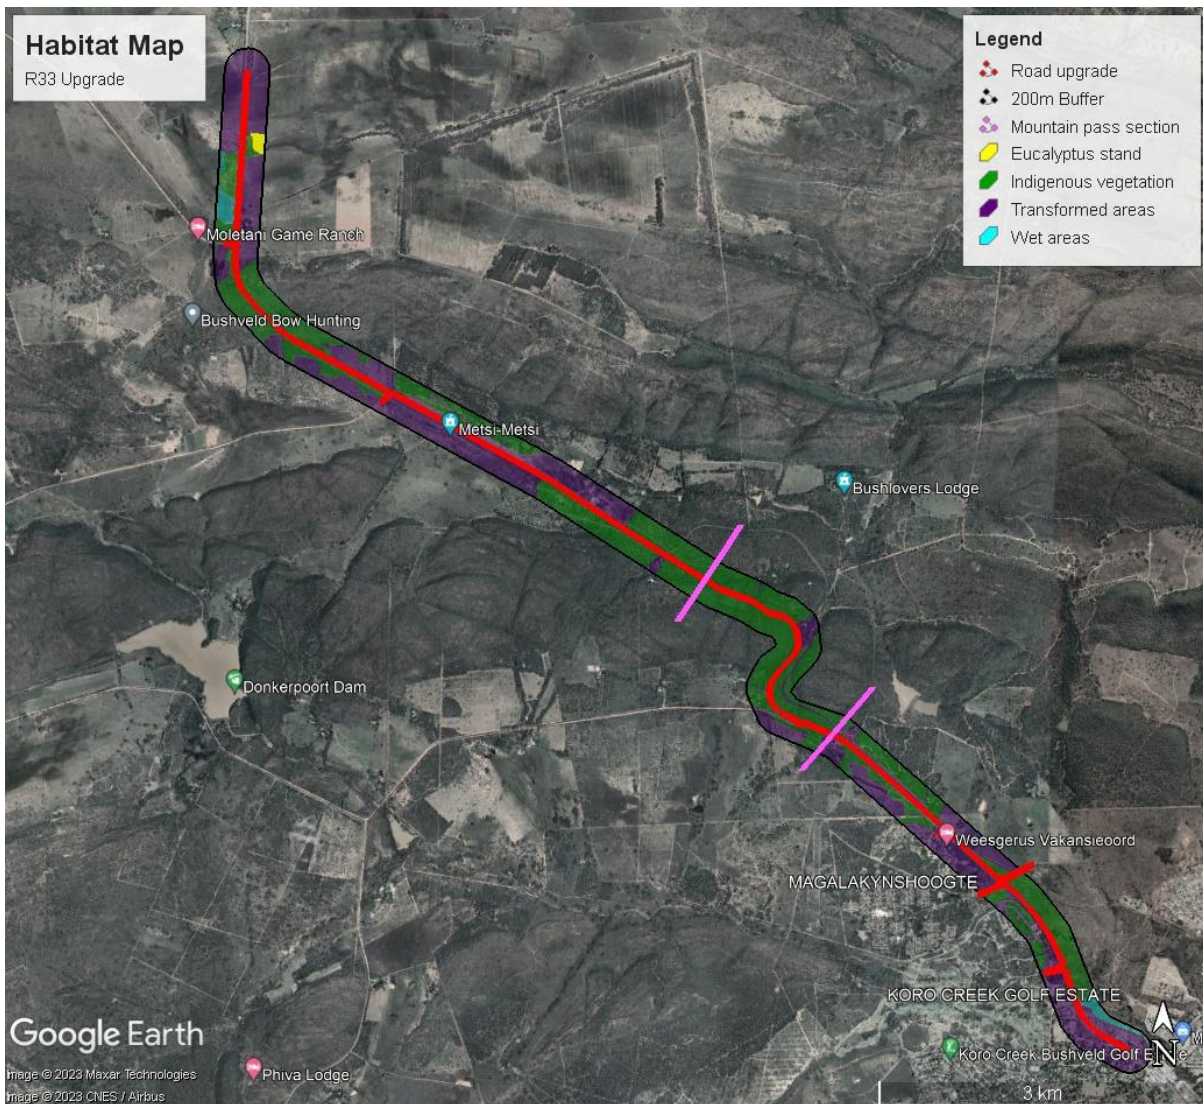 Habitat Map
R33 Upgrade
Legend
Road upgrade
200m Buffer
Mountain pass section
Eucalyptus stand
Indigenous vegetation
Transformed areas
Wet areas
Moletani Game Ranch
Bushveld Bow Hunting
Metsi-Metsi
Bushlovers Lodge
Donkerpoort Dam
Weesgerus Vakansieoord
MAGALAKYNSHOOGTE
KORO CREEK GOLF ESTATE
Koro Creek Bushveld Golf E
N
M
Google Earth
Phiva Lodge
Image © 2023 Maxar Technologies
Image © 2023 CNES / Airbus
3 km